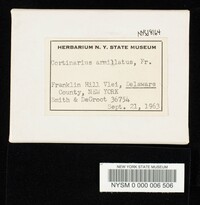 HERBARIUM N. Y. STATE MUSEUM
Cortinarius armillatus, Fr.
Franklin Hill Vlei, Delaware
County, NEW YORK
Smith & DeGroot 36754
Sept. 21, 1963
NEW YORK STATE MUSEUM
NYSM 0 000 006 506